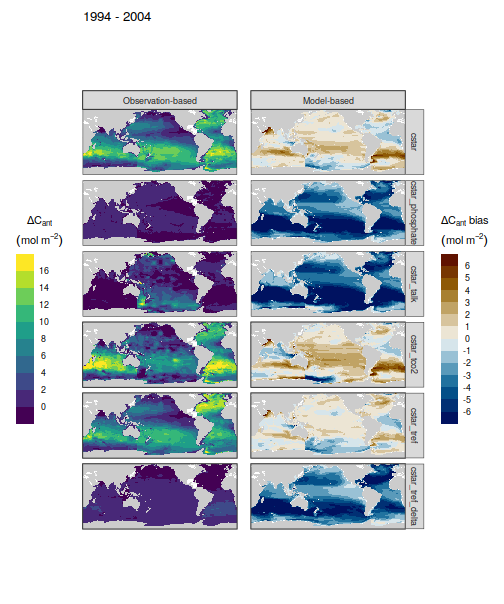 1994 - 2004
Observation-based
Model-based
cstar
cstar_phosphate
cstar_talk
cstar_tco2
cstar_tref
cstar_tref_delta
ΔCant
(mol m⁻²)
16
14
12
10
8
6
4
2
0
ΔCant bias
(mol m⁻²)
6
5
4
3
2
1
0
-1
-2
-3
-4
-5
-6